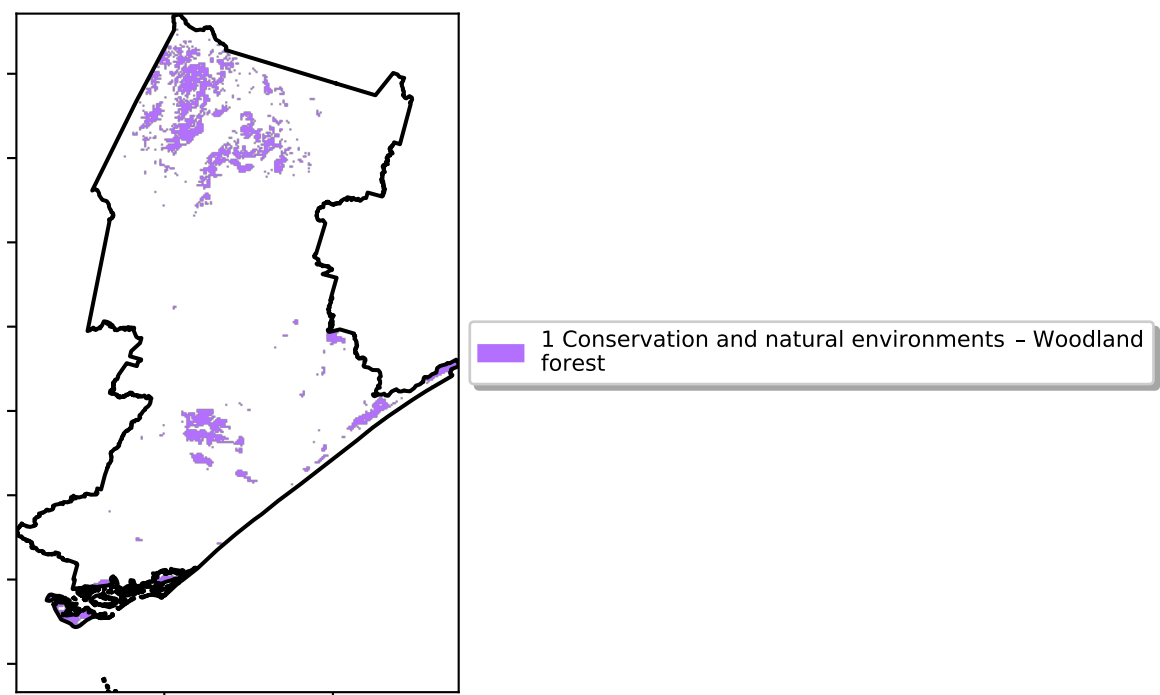 1 Conservation and natural environments – Woodland
forest